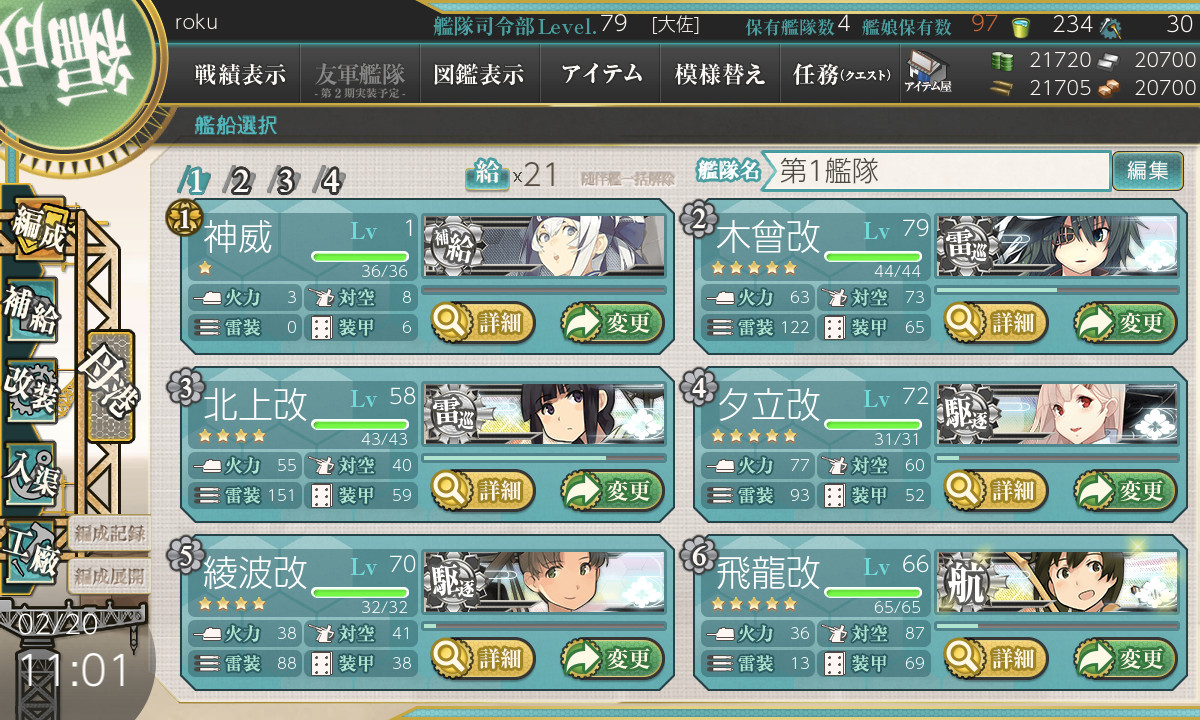 編成
roku 艦隊司令部Level.79 [大佐] 保有艦隊数4 艦娘保有数 97 234 30
戦績表示 友軍艦隊 図鑑表示 アイテム 模様替え 任務(クエスト) アイテム屋 21720 20700
-第2期実装予定- 21705 20700
艦船選択
1 2 3 4 給 x21 随伴艦一括解除 艦隊名 第1艦隊 編集
編成
補給
改装
入渠
工廠
母港
編成記録
編成展開
02/20
11:01
1 神威 Lv 1 補給
36/36
火力 3 対空 8
雷装 0 装甲 6
詳細 変更
2 木曾改 Lv 79 雷巡
44/44
火力 63 対空 73
雷装 122 装甲 65
詳細 変更
3 北上改 Lv 58 雷巡
43/43
火力 55 対空 40
雷装 151 装甲 59
詳細 変更
4 夕立改 Lv 72 駆逐
31/31
火力 77 対空 60
雷装 93 装甲 52
詳細 変更
5 綾波改 Lv 70 駆逐
32/32
火力 38 対空 41
雷装 88 装甲 38
詳細 変更
6 飛龍改 Lv 66 航
65/65
火力 36 対空 87
雷装 13 装甲 69
詳細 変更